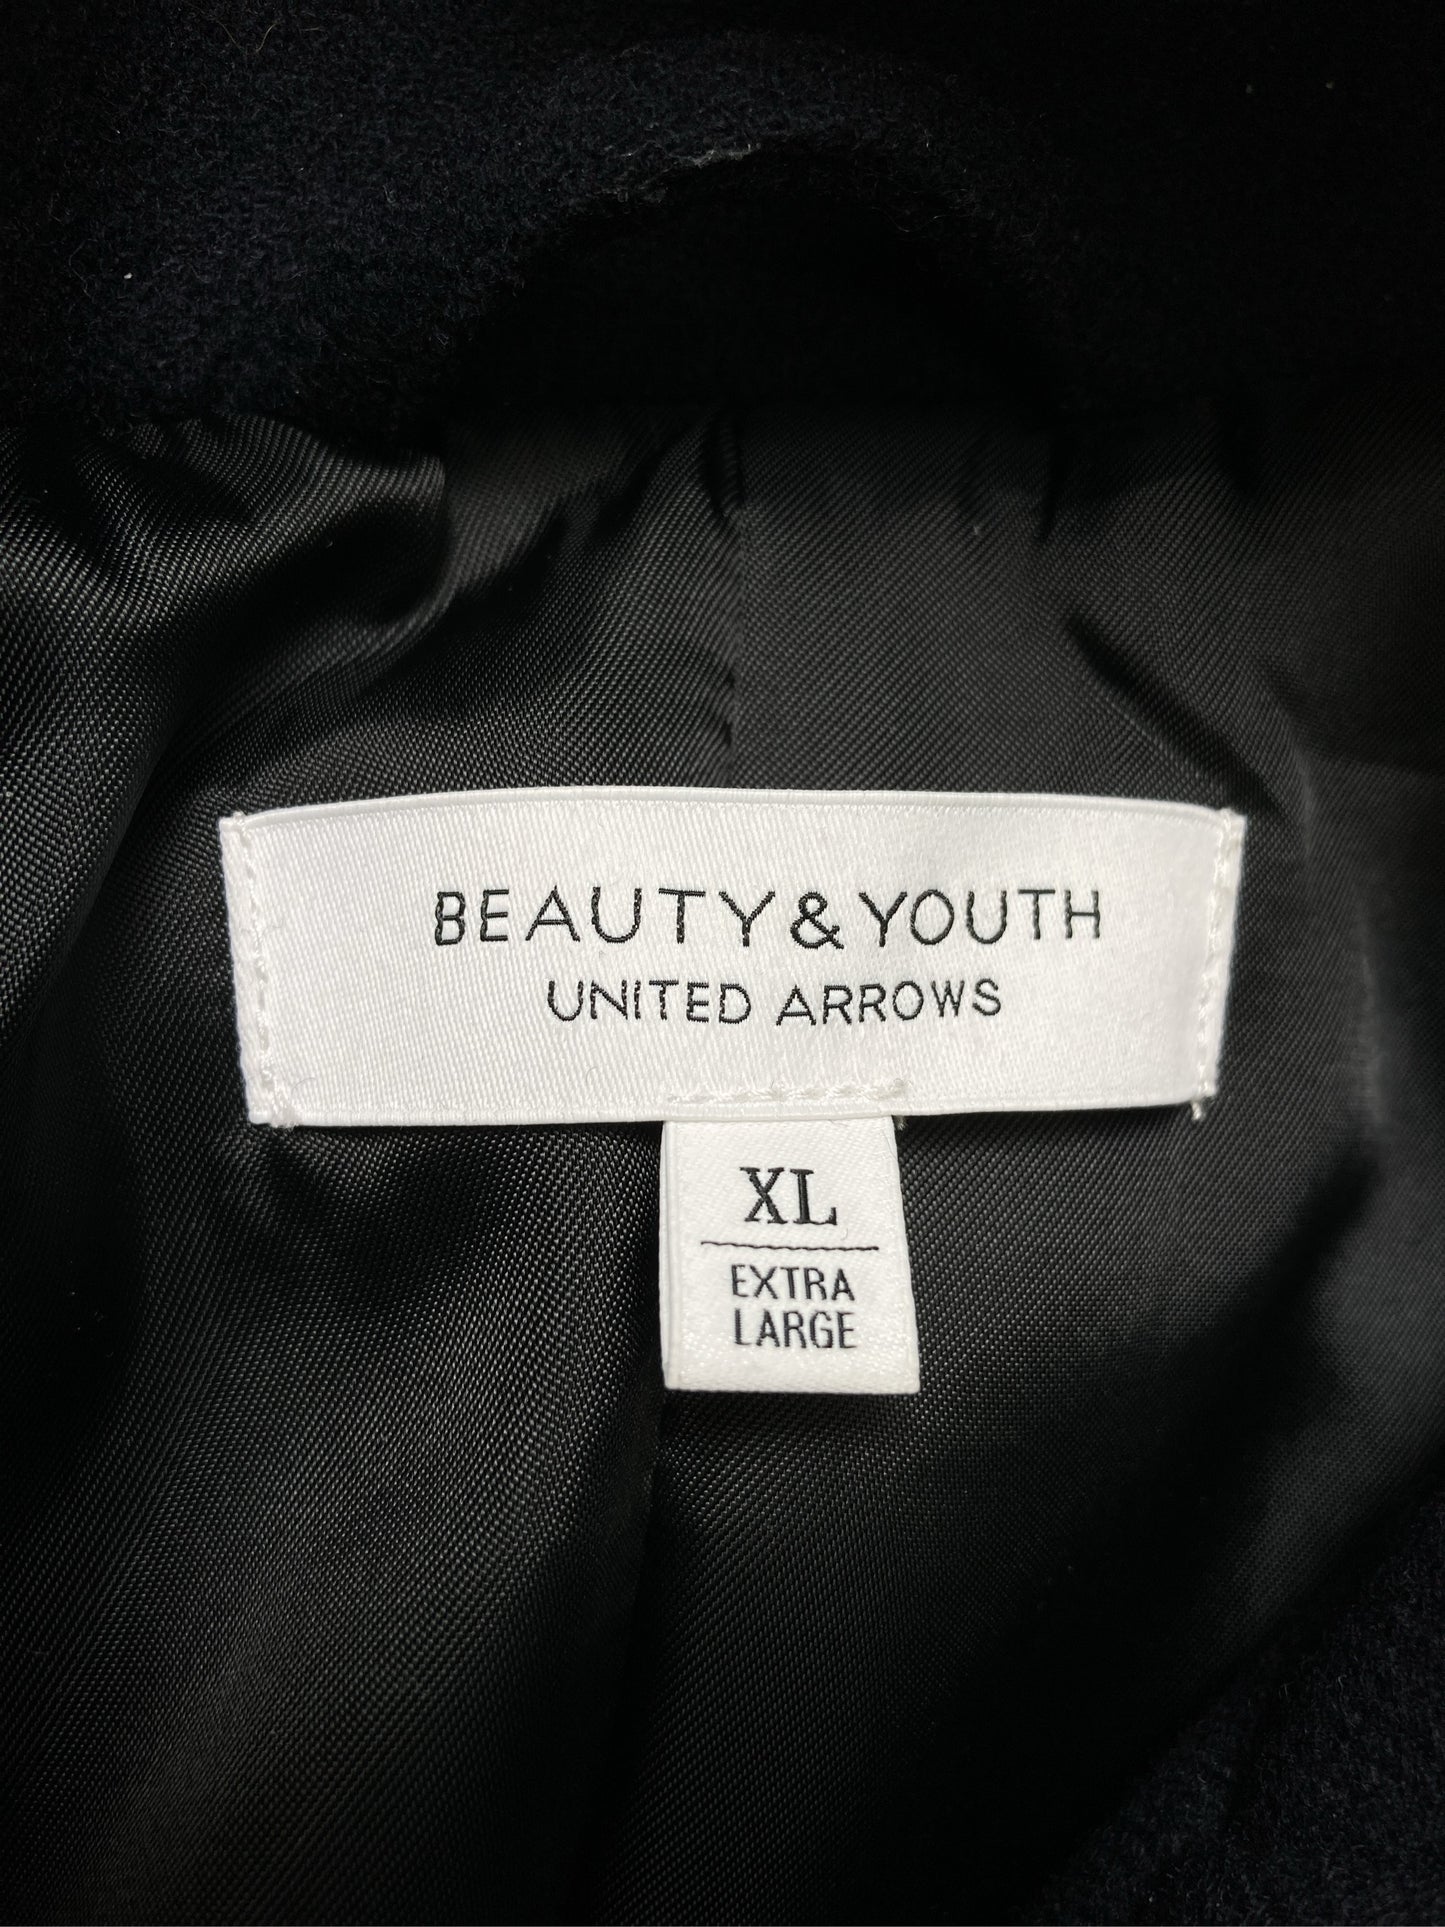 BEAUTY & YOUTH
UNITED ARROWS
XL
EXTRA
LARGE